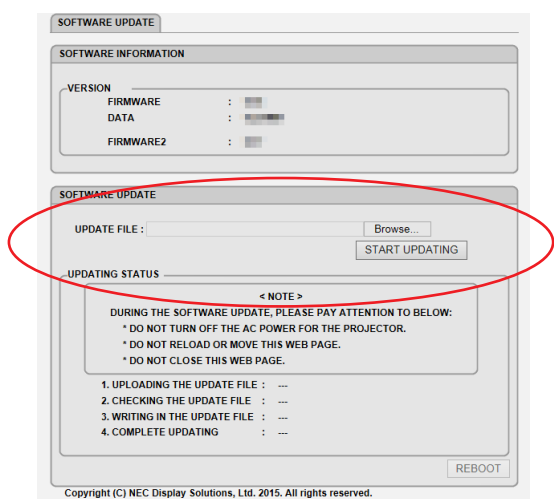 SOFTWARE UPDATE
SOFTWARE INFORMATION
VERSION
FIRMWARE :
DATA :
FIRMWARE2 :
SOFTWARE UPDATE
UPDATE FILE : Browse...
START UPDATING
UPDATING STATUS
< NOTE >
DURING THE SOFTWARE UPDATE, PLEASE PAY ATTENTION TO BELOW:
* DO NOT TURN OFF THE AC POWER FOR THE PROJECTOR.
* DO NOT RELOAD OR MOVE THIS WEB PAGE.
* DO NOT CLOSE THIS WEB PAGE.
1. UPLOADING THE UPDATE FILE : ---
2. CHECKING THE UPDATE FILE : ---
3. WRITING IN THE UPDATE FILE : ---
4. COMPLETE UPDATING : ---
REBOOT
Copyright (C) NEC Display Solutions, Ltd. 2015. All rights reserved.